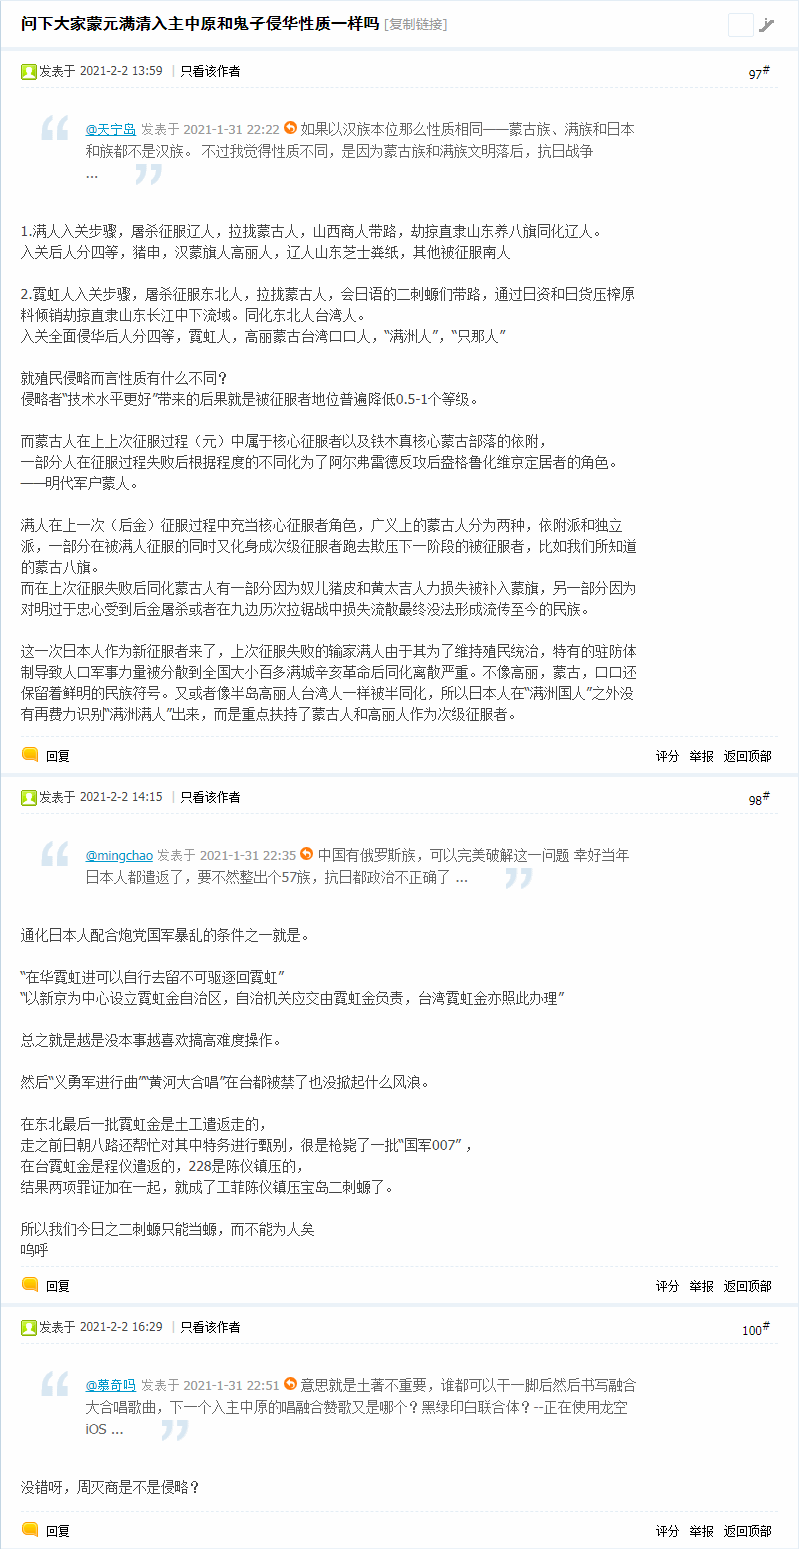 问下大家蒙元满清入主中原和鬼子侵华性质一样吗 [复制链接]
发表于 2021-2-2 13:59 | 只看该作者 97#
@天宁岛 发表于 2021-1-31 22:22 如果以汉族本位那么性质相同——蒙古族、满族和日本
和族都不是汉族。 不过我觉得性质不同，是因为蒙古族和满族文明落后，抗日战争
...
1.满人入关步骤，屠杀征服辽人，拉拢蒙古人，山西商人带路，劫掠直隶山东养八旗同化辽人。
入关后人分四等，猪申，汉蒙旗人高丽人，辽人山东芝士粪纸，其他被征服南人
2.霓虹人入关步骤，屠杀征服东北人，拉拢蒙古人，会日语的二刺螈们带路，通过日资和日货压榨原
料倾销劫掠直隶山东长江中下流域。同化东北人台湾人。
入关全面侵华后人分四等，霓虹人，高丽蒙古台湾口口人，“满洲人”，“只那人”
就殖民侵略而言性质有什么不同？
侵略者“技术水平更好”带来的后果就是被征服者地位普遍降低0.5-1个等级。
而蒙古人在上上次征服过程（元）中属于核心征服者以及铁木真核心蒙古部落的依附，
一部分人在征服过程失败后根据程度的不同化为了阿尔弗雷德反攻后盎格鲁化维京定居者的角色。
——明代军户蒙人。
满人在上一次（后金）征服过程中充当核心征服者角色，广义上的蒙古人分为两种，依附派和独立
派，一部分在被满人征服的同时又化身成次级征服者跑去欺压下一阶段的被征服者，比如我们所知道
的蒙古八旗。
而在上次征服失败后同化蒙古人有一部分因为奴儿猪皮和黄太吉人力损失被补入蒙旗，另一部分因为
对明过于忠心受到后金屠杀或者在九边历次拉锯战中损失流散最终没法形成流传至今的民族。
这一次日本人作为新征服者来了，上次征服失败的输家满人由于其为了维持殖民统治，特有的驻防体
制导致人口军事力量被分散到全国大小百多满城辛亥革命后同化离散严重。不像高丽，蒙古，口口还
保留着鲜明的民族符号。又或者像半岛高丽人台湾人一样被半同化，所以日本人在“满洲国人”之外没
有再费力识别“满洲满人”出来，而是重点扶持了蒙古人和高丽人作为次级征服者。
回复 评分 举报 返回顶部
发表于 2021-2-2 14:15 | 只看该作者 98#
@mingchao 发表于 2021-1-31 22:35 中国有俄罗斯族，可以完美破解这一问题 幸好当年
日本人都遣返了，要不然整出个57族，抗日都政治不正确了 ...
通化日本人配合炮党国军暴乱的条件之一就是。
“在华霓虹进可以自行去留不可驱逐回霓虹”
“以新京为中心设立霓虹金自治区，自治机关应交由霓虹金负责，台湾霓虹金亦照此办理”
总之就是越是没本事越喜欢搞高难度操作。
然后“义勇军进行曲”“黄河大合唱”在台都被禁了也没掀起什么风浪。
在东北最后一批霓虹金是土工遣返走的，
走之前日朝八路还帮忙对其中特务进行甄别，很是枪毙了一批“国军007”，
在台霓虹金是程仪遣返的，228是陈仪镇压的，
结果两项罪证加在一起，就成了工菲陈仪镇压宝岛二刺螈了。
所以我们今日之二刺螈只能当螈，而不能为人矣
呜呼
回复 评分 举报 返回顶部
发表于 2021-2-2 16:29 | 只看该作者 100#
@慕奇吗 发表于 2021-1-31 22:51 意思就是土著不重要，谁都可以干一脚后然后书写融合
大合唱歌曲，下一个入主中原的唱融合赞歌又是哪个？黑绿印白联合体？--正在使用龙空
iOS ...
没错呀，周灭商是不是侵略？
回复 评分 举报 返回顶部